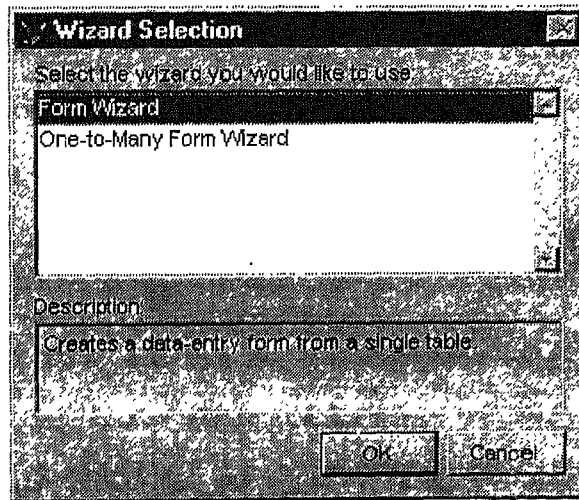 Wizard Selection
Select the wizard you would like to use:
Form Wizard
One-to-Many Form Wizard
Description:
Creates a data-entry form from a single table.
OK
Cancel